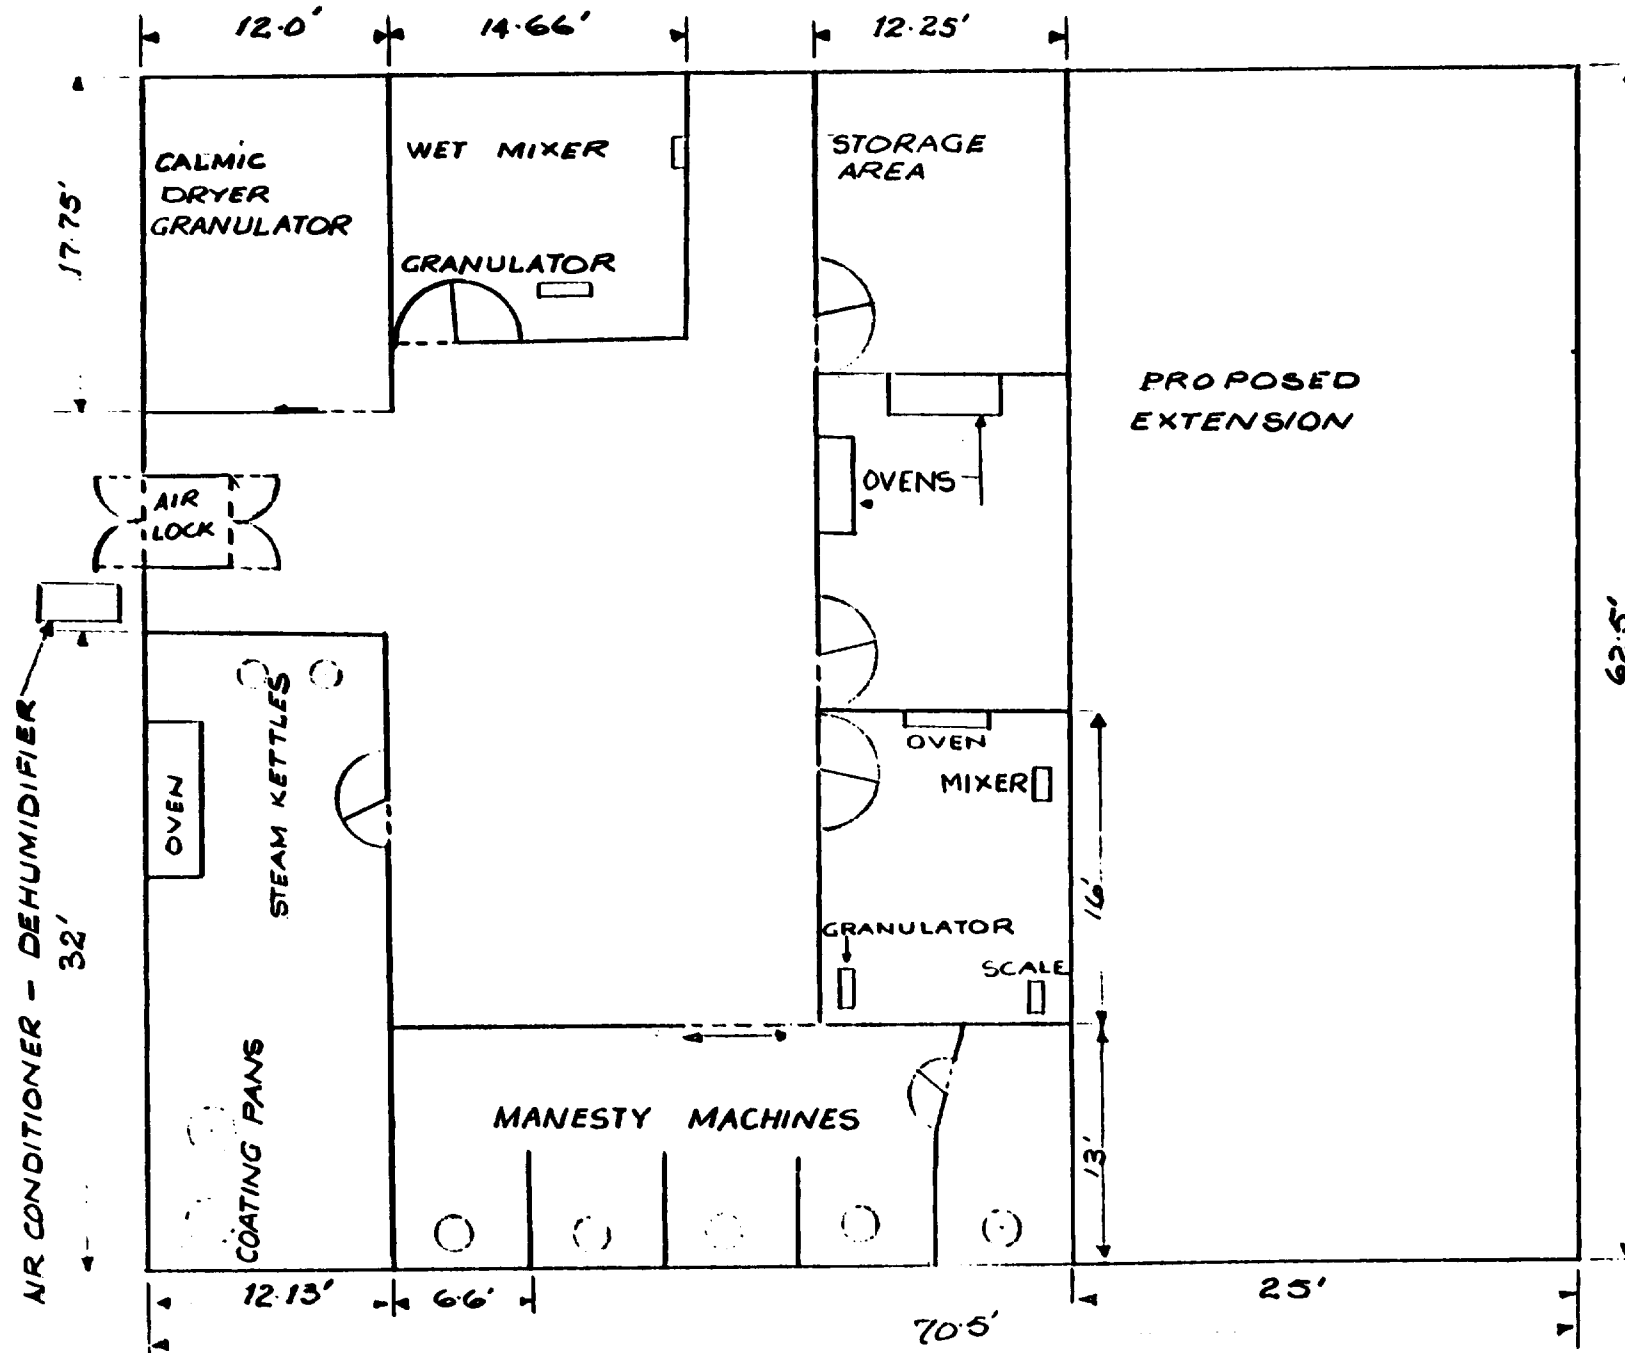 12.0'
14.66'
12.25'
17.75'
CALMIC
DRYER
GRANULATOR
WET MIXER
GRANULATOR
STORAGE
AREA
PROPOSED
EXTENSION
OVENS
AIR
LOCK
62.5'
AIR CONDITIONER - DEHUMIDIFIER
32'
OVEN
STEAM KETTLES
COATING PANS
OVEN
MIXER
GRANULATOR
SCALE
16'
13'
MANESTY MACHINES
12.13'
6.6'
25'
70.5'